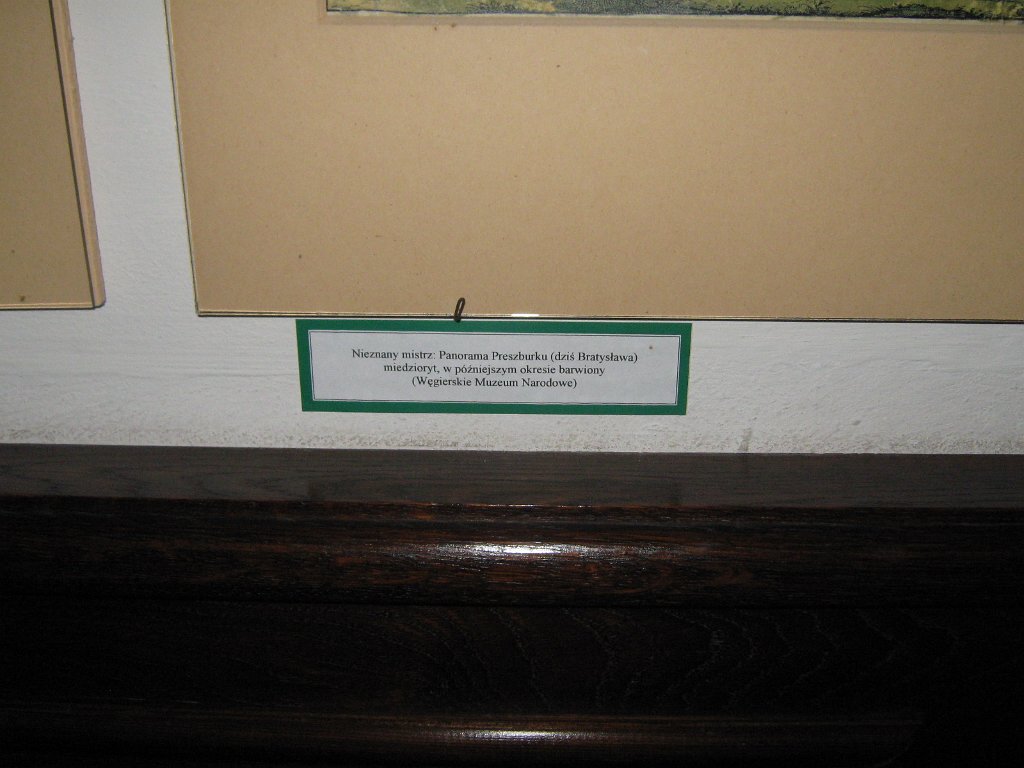 Nieznany mistrz: Panorama Preszburku (dziś Bratysława)
miedzioryt, w późniejszym okresie barwiony
(Węgierskie Muzeum Narodowe)